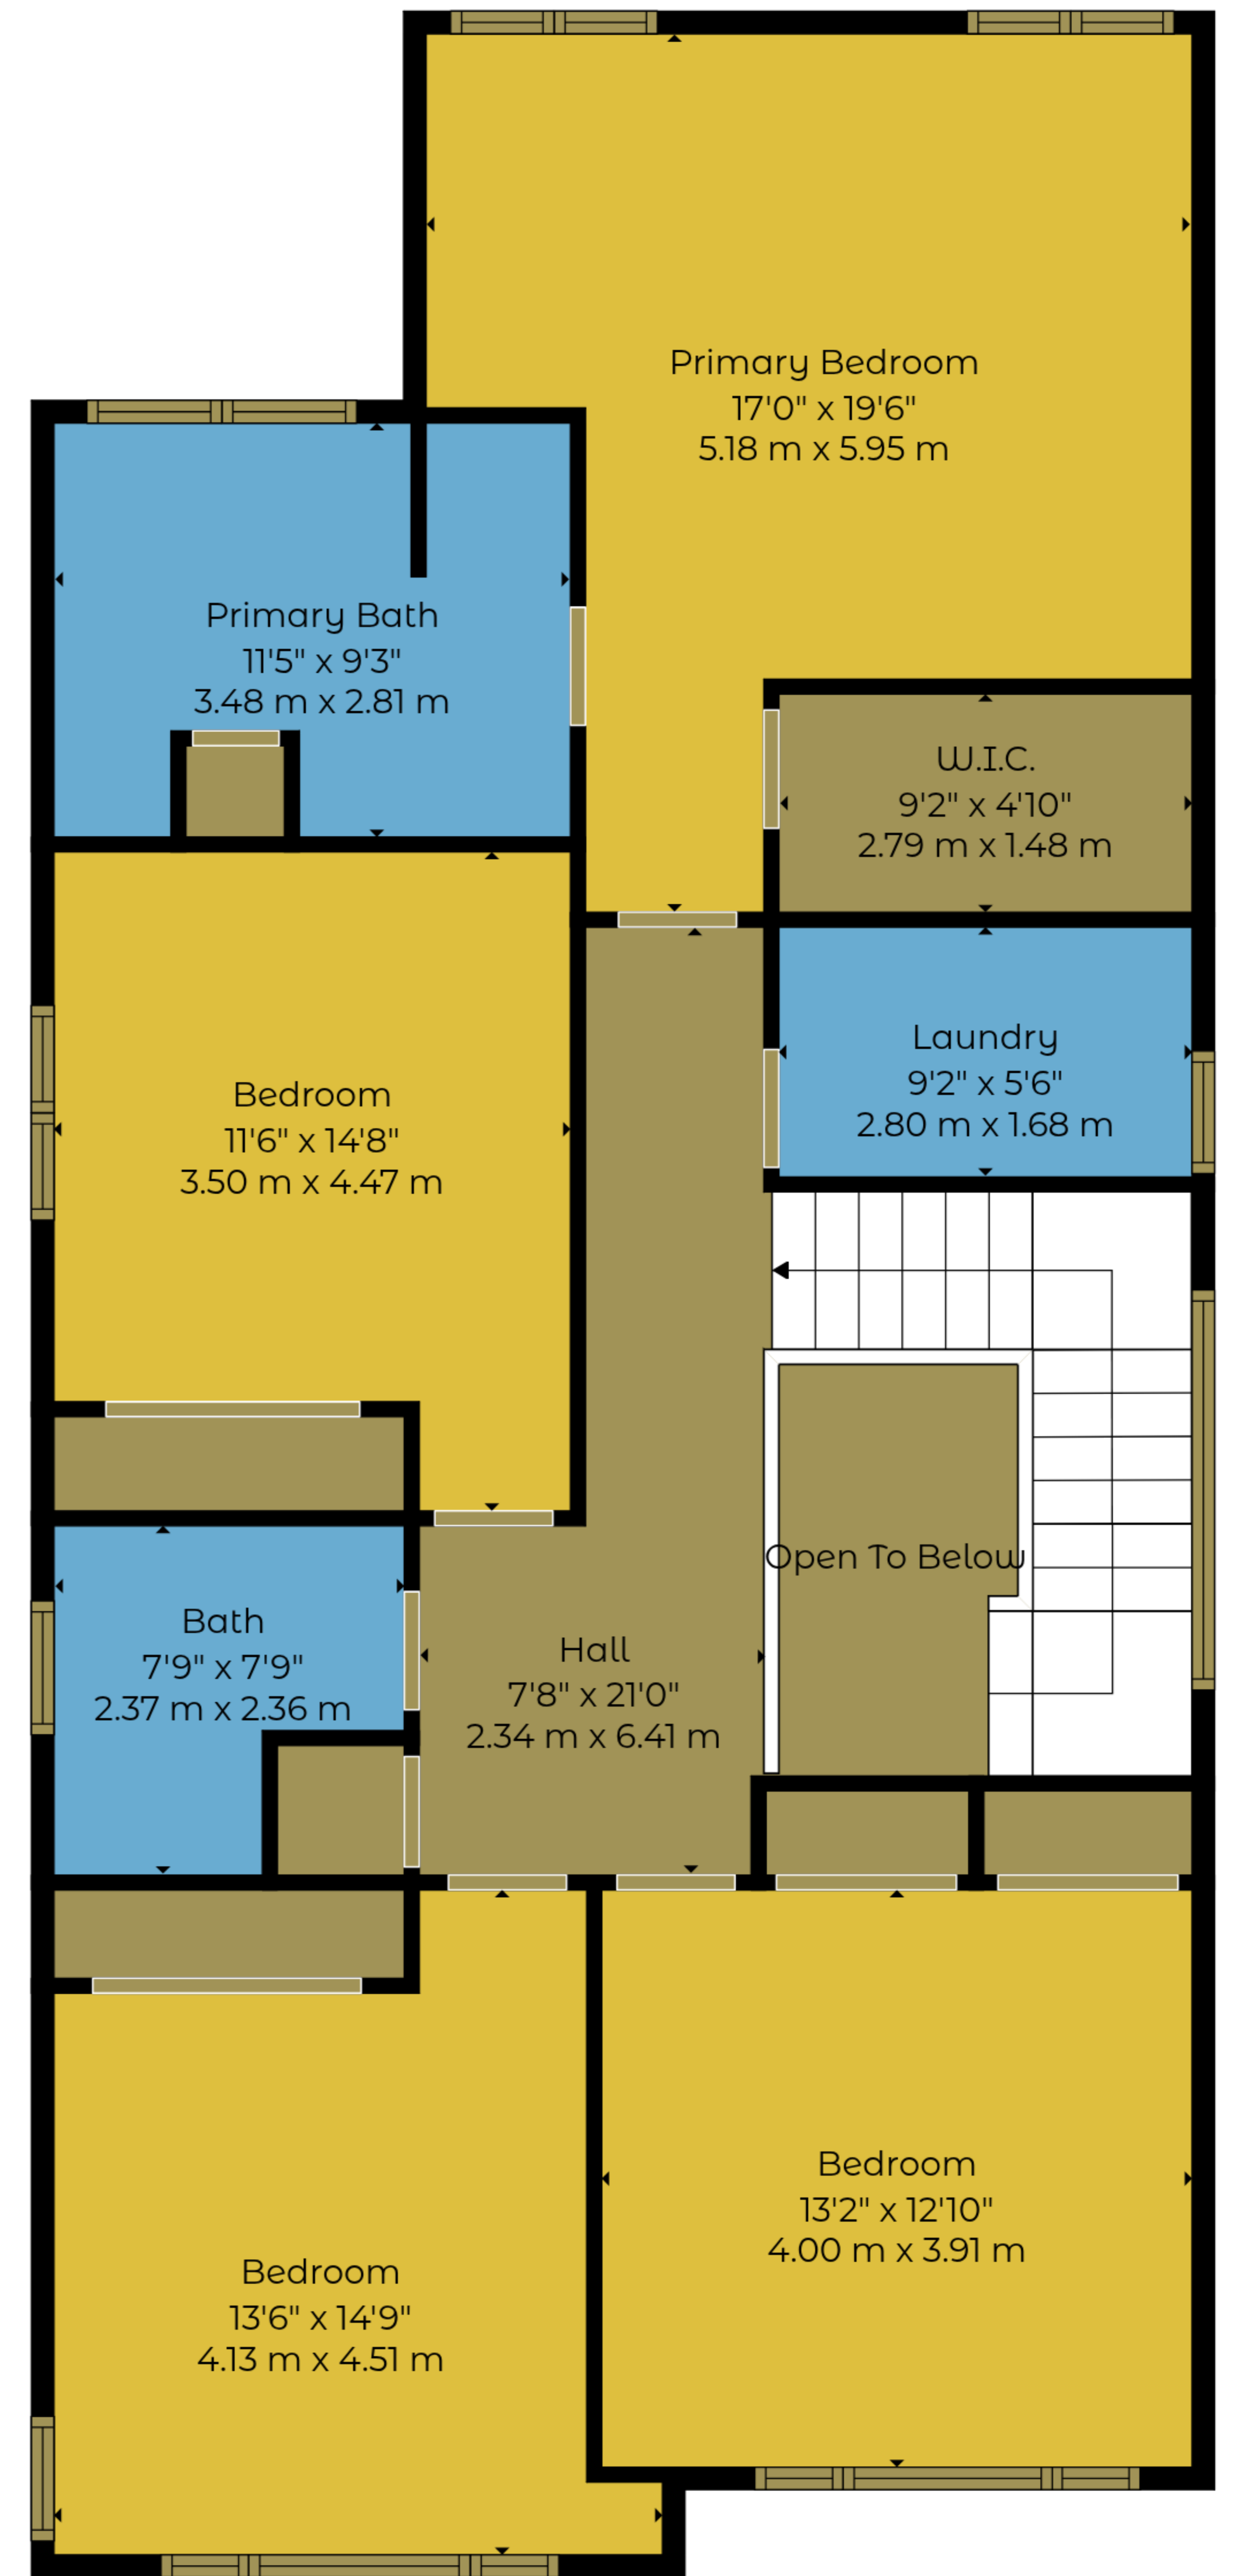 Primary Bedroom
17'0" x 19'6"
5.18 m x 5.95 m
Primary Bath
11'5" x 9'3"
3.48 m x 2.81 m
W.I.C.
9'2" x 4'10"
2.79 m x 1.48 m
Laundry
9'2" x 5'6"
2.80 m x 1.68 m
Bedroom
11'6" x 14'8"
3.50 m x 4.47 m
Open To Below
Bath
7'9" x 7'9"
2.37 m x 2.36 m
Hall
7'8" x 21'0"
2.34 m x 6.41 m
Bedroom
13'2" x 12'10"
4.00 m x 3.91 m
Bedroom
13'6" x 14'9"
4.13 m x 4.51 m